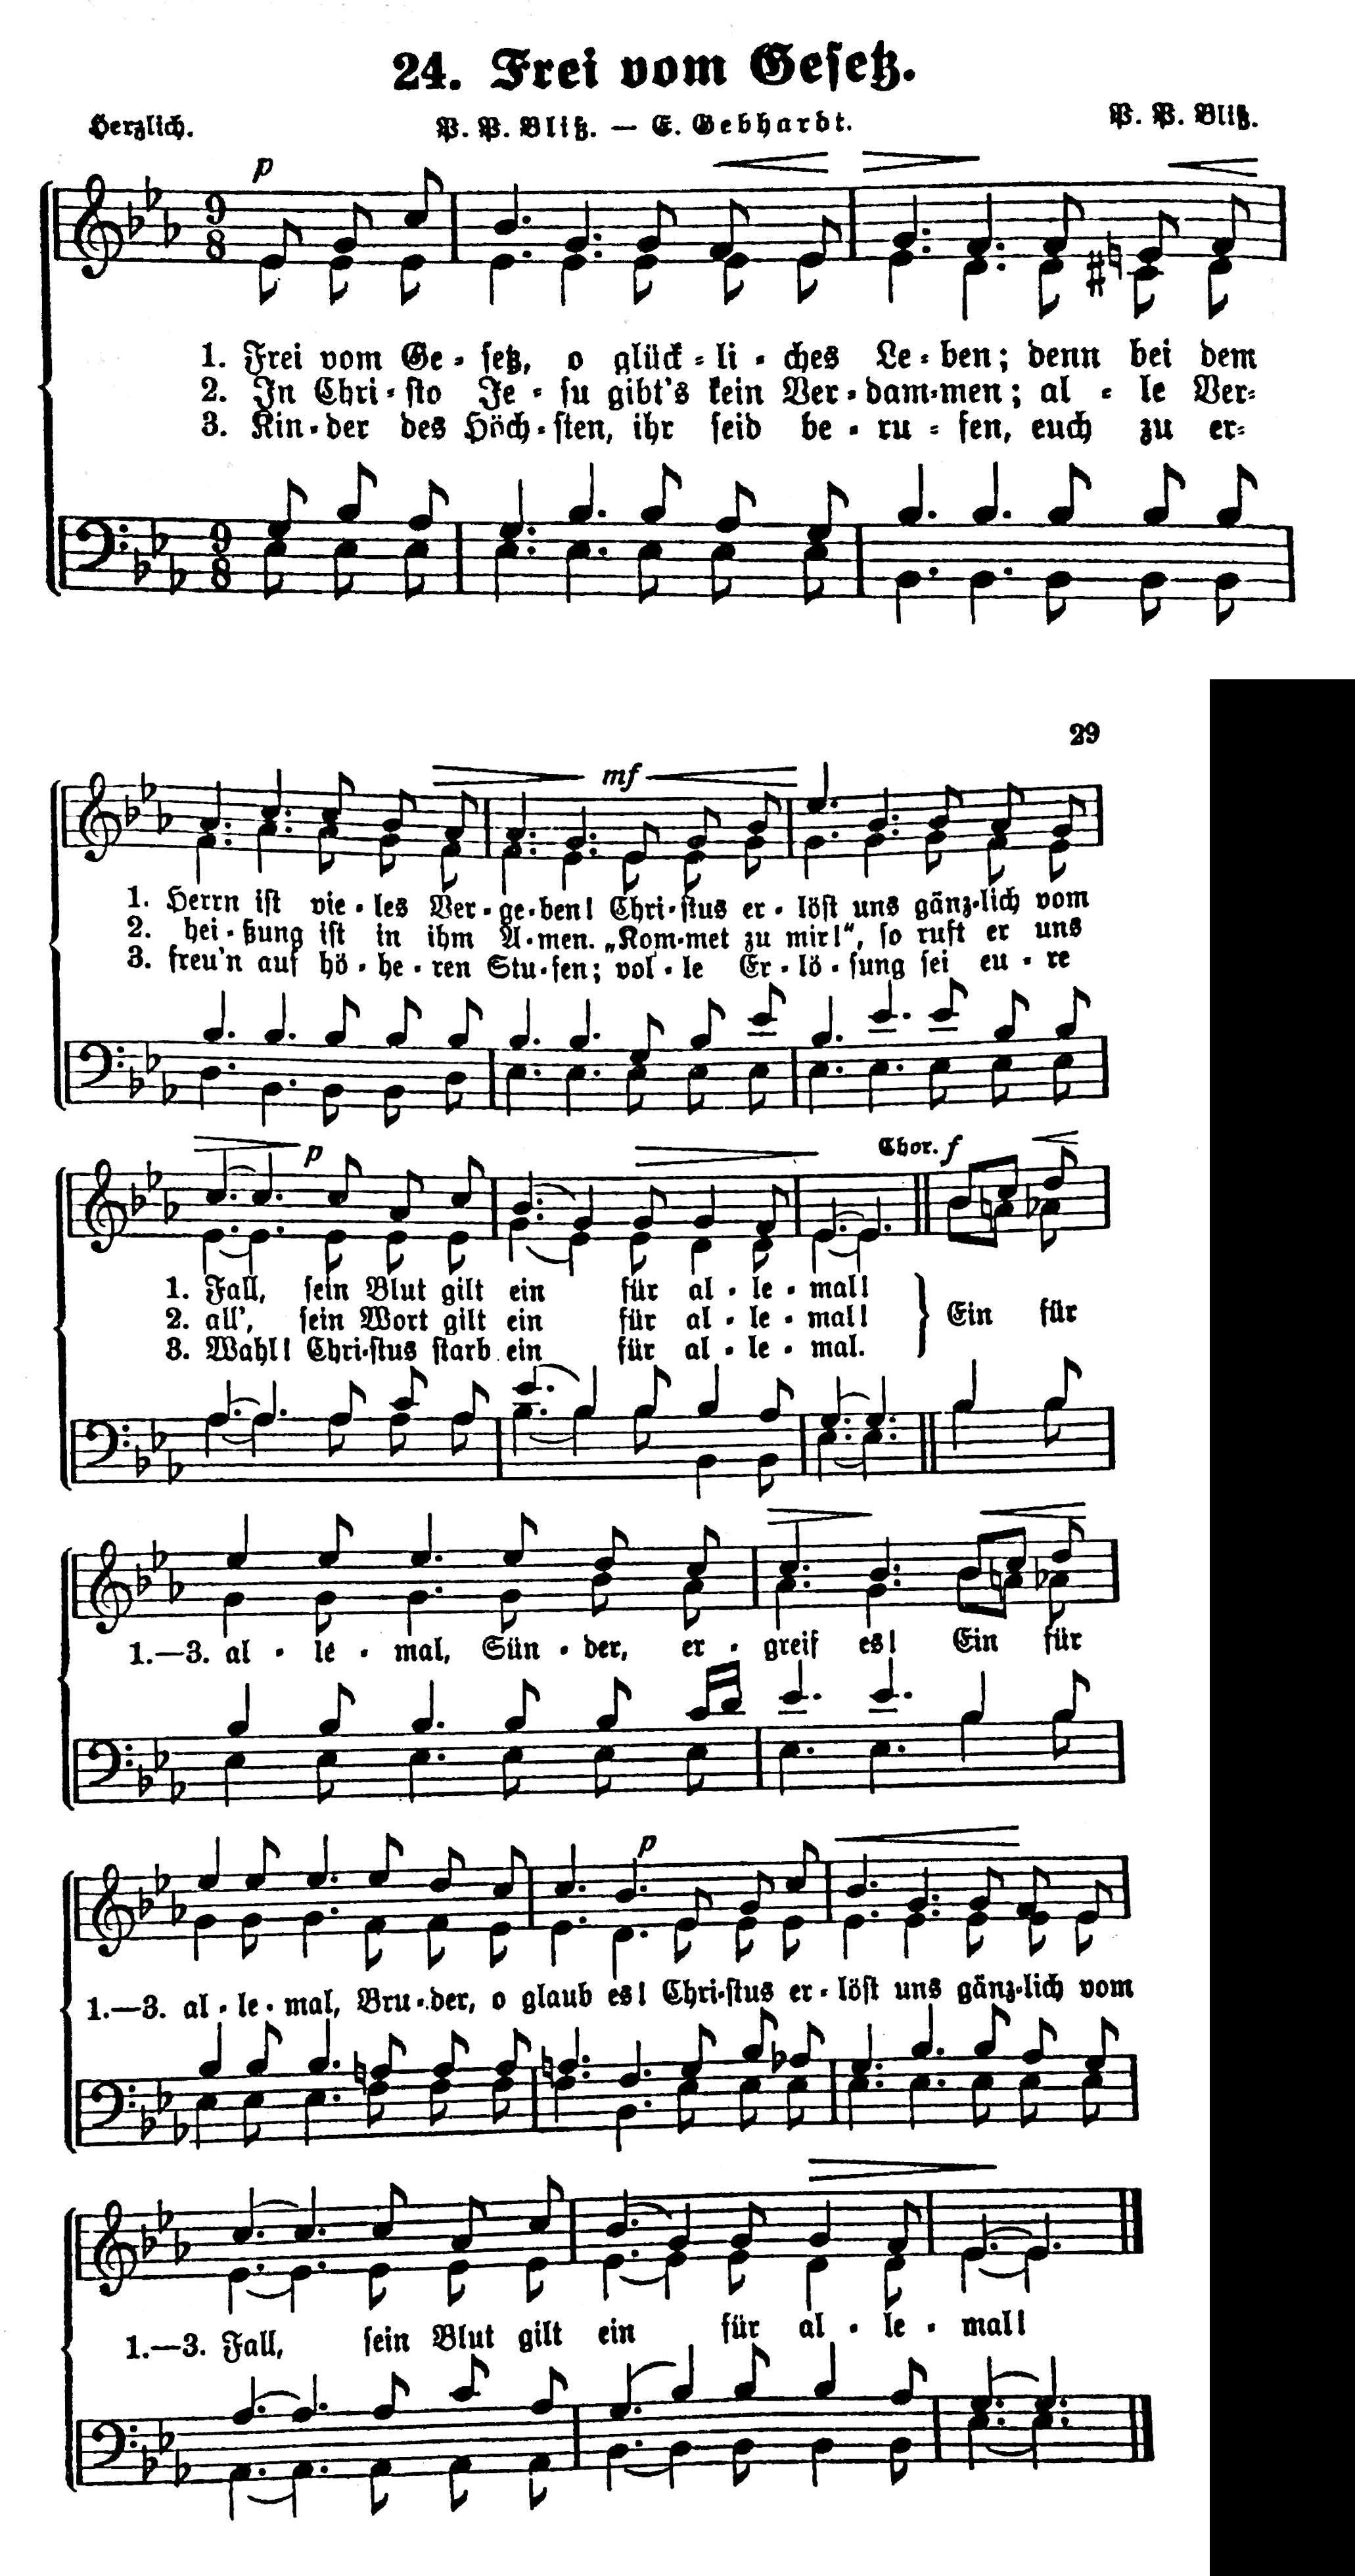 24. Frei vom Gesetz.
Herzlich.
P. P. Bliß. — E. Gebhardt.
P. P. Bliß.
p
9
8
1. Frei vom Ge - setz, o glück - li - ches Le - ben; denn bei dem
2. In Chri - sto Je - su gibt's kein Ver - dam - men; al - le Ver-
3. Kin - der des Höch - sten, ihr seid be - ru - fen, euch zu er-
9
8
29
mf
1. Herrn ist vie - les Ver - ge - ben! Chri - stus er - löst uns gänz - lich vom
2. hei - ßung ist in ihm A - men. „Kom - met zu mir!“, so ruft er uns
3. freu'n auf hö - he - ren Stu - fen; vol - le Er - lö - sung sei eu - re
p
Chor. f
1. Fall, sein Blut gilt ein für al - le - mal!
2. all', sein Wort gilt ein für al - le - mal! } Ein für
3. Wahl! Chri - stus starb ein für al - le - mal.
1.—3. al - le - mal, Sün - der, er - greif es! Ein für
p
1.—3. al - le - mal, Bru - der, o glaub es! Chri - stus er - löst uns gänz - lich vom
1.—3. Fall, sein Blut gilt ein für al - le - mal!